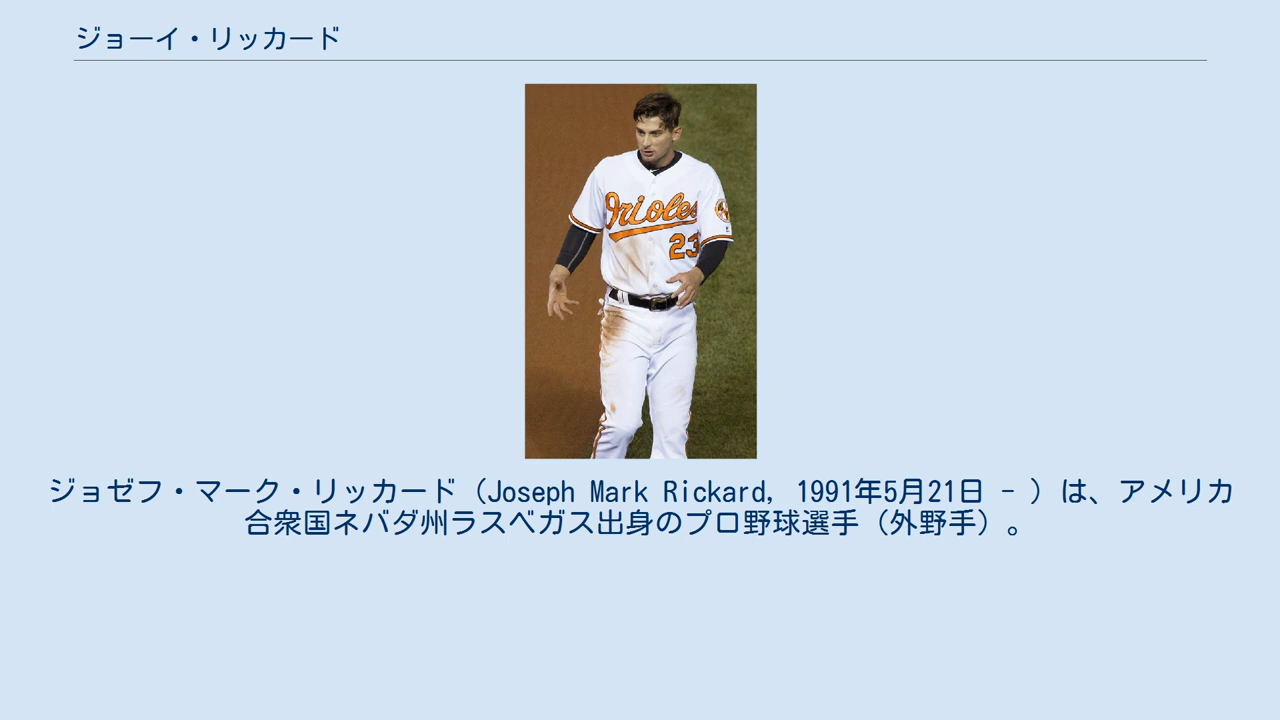 ジョーイ・リッカード
Orioles
23
ジョゼフ・マーク・リッカード（Joseph Mark Rickard, 1991年5月21日 - ）は、アメリカ
合衆国ネバダ州ラスベガス出身のプロ野球選手（外野手）。